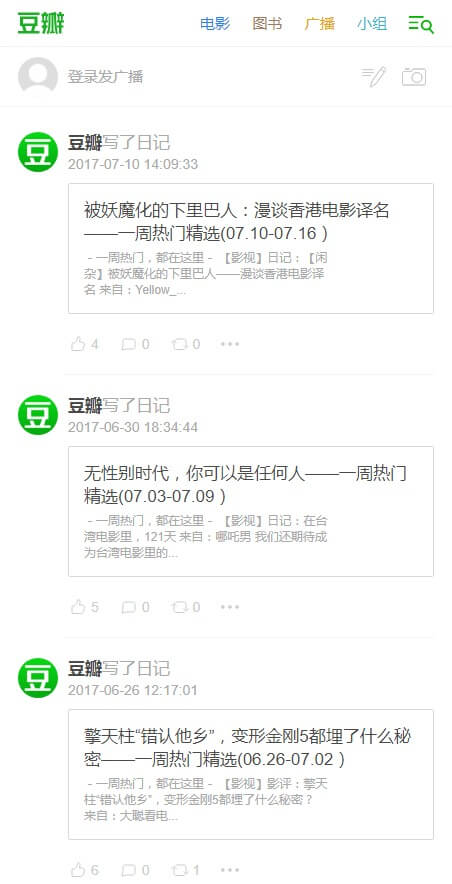 豆瓣 电影 图书 广播 小组
登录发广播
豆瓣写了日记
2017-07-10 14:09:33
被妖魔化的下里巴人：漫谈香港电影译名
——一周热门精选(07.10-07.16 )
－一周热门，都在这里－ 【影视】日记：【闲
杂】被妖魔化的下里巴人——漫谈香港电影译
名 来自：Yellow_...
4 0 0
豆瓣写了日记
2017-06-30 18:34:44
无性别时代，你可以是任何人——一周热门
精选(07.03-07.09 )
－一周热门，都在这里－ 【影视】日记：在台
湾电影里，121天 来自：哪吒男 我们还期待成
为台湾电影里的...
5 0 0
豆瓣写了日记
2017-06-26 12:17:01
擎天柱“错认他乡”，变形金刚5都埋了什么秘
密——一周热门精选(06.26-07.02 )
－一周热门，都在这里－ 【影视】影评：擎天
柱“错认他乡”，变形金刚5都埋了什么秘密？
来自：大聪看电...
6 0 1